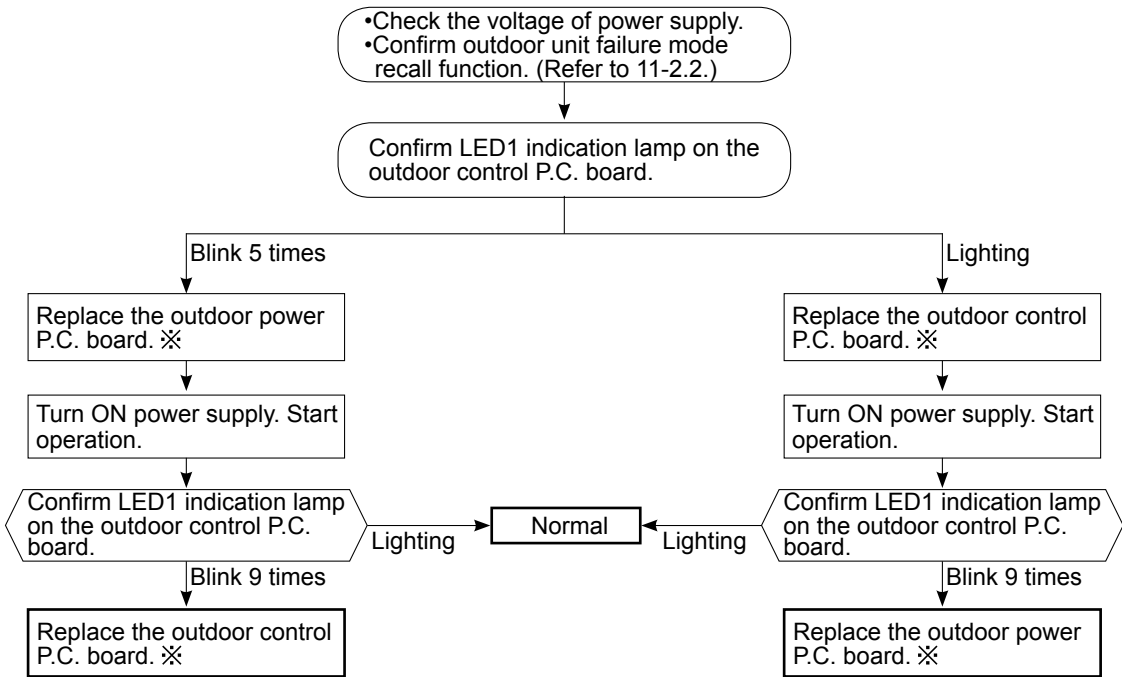 •Check the voltage of power supply.
•Confirm outdoor unit failure mode
recall function. (Refer to 11-2.2.)
Confirm LED1 indication lamp on the
outdoor control P.C. board.
Blink 5 times
Lighting
Replace the outdoor power
P.C. board. ※
Replace the outdoor control
P.C. board. ※
Turn ON power supply. Start
operation.
Turn ON power supply. Start
operation.
Confirm LED1 indication lamp
on the outdoor control P.C.
board.
Lighting
Normal
Lighting
Confirm LED1 indication lamp
on the outdoor control P.C.
board.
Blink 9 times
Blink 9 times
Replace the outdoor control
P.C. board. ※
Replace the outdoor power
P.C. board. ※